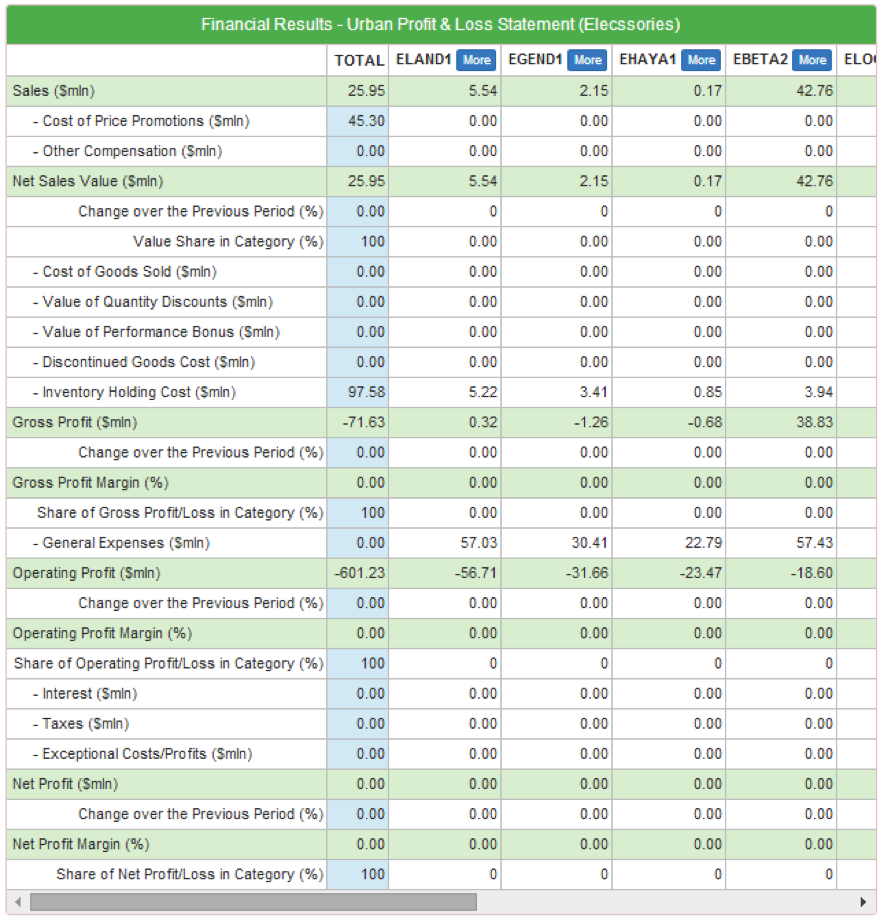 Financial Results - Urban Profit & Loss Statement (Elecssories)
TOTAL ELAND1 More EGEND1 More EHAYA1 More EBETA2 More ELO
Sales ($mln) 25.95 5.54 2.15 0.17 42.76
- Cost of Price Promotions ($mln) 45.30 0.00 0.00 0.00 0.00
- Other Compensation ($mln) 0.00 0.00 0.00 0.00 0.00
Net Sales Value ($mln) 25.95 5.54 2.15 0.17 42.76
Change over the Previous Period (%) 0.00 0 0 0 0
Value Share in Category (%) 100 0.00 0.00 0.00 0.00
- Cost of Goods Sold ($mln) 0.00 0.00 0.00 0.00 0.00
- Value of Quantity Discounts ($mln) 0.00 0.00 0.00 0.00 0.00
- Value of Performance Bonus ($mln) 0.00 0.00 0.00 0.00 0.00
- Discontinued Goods Cost ($mln) 0.00 0.00 0.00 0.00 0.00
- Inventory Holding Cost ($mln) 97.58 5.22 3.41 0.85 3.94
Gross Profit ($mln) -71.63 0.32 -1.26 -0.68 38.83
Change over the Previous Period (%) 0.00 0.00 0.00 0.00 0.00
Gross Profit Margin (%) 0.00 0.00 0.00 0.00 0.00
Share of Gross Profit/Loss in Category (%) 100 0.00 0.00 0.00 0.00
- General Expenses ($mln) 0.00 57.03 30.41 22.79 57.43
Operating Profit ($mln) -601.23 -56.71 -31.66 -23.47 -18.60
Change over the Previous Period (%) 0.00 0.00 0.00 0.00 0.00
Operating Profit Margin (%) 0.00 0.00 0.00 0.00 0.00
Share of Operating Profit/Loss in Category (%) 100 0 0 0 0
- Interest ($mln) 0.00 0.00 0.00 0.00 0.00
- Taxes ($mln) 0.00 0.00 0.00 0.00 0.00
- Exceptional Costs/Profits ($mln) 0.00 0.00 0.00 0.00 0.00
Net Profit ($mln) 0.00 0.00 0.00 0.00 0.00
Change over the Previous Period (%) 0.00 0.00 0.00 0.00 0.00
Net Profit Margin (%) 0.00 0.00 0.00 0.00 0.00
Share of Net Profit/Loss in Category (%) 100 0 0 0 0